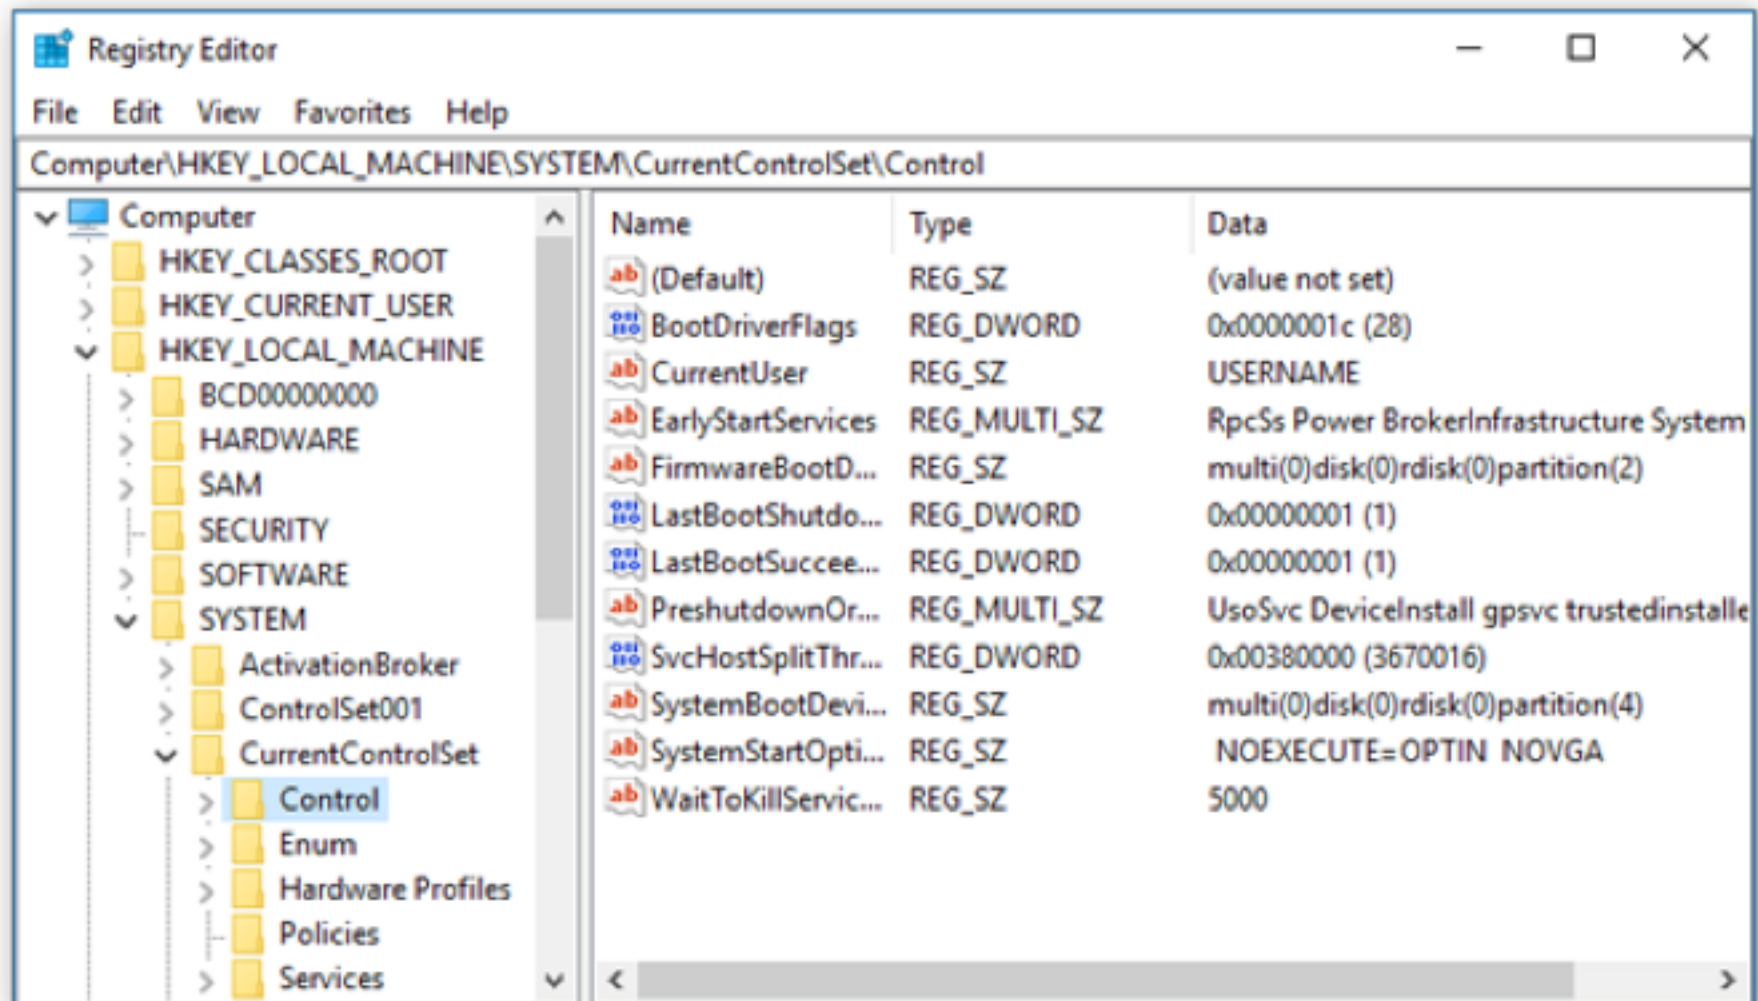 Registry Editor
File Edit View Favorites Help
Computer\HKEY_LOCAL_MACHINE\SYSTEM\CurrentControlSet\Control
Computer
HKEY_CLASSES_ROOT
HKEY_CURRENT_USER
HKEY_LOCAL_MACHINE
BCD00000000
HARDWARE
SAM
SECURITY
SOFTWARE
SYSTEM
ActivationBroker
ControlSet001
CurrentControlSet
Control
Enum
Hardware Profiles
Policies
Services
Name Type Data
(Default) REG_SZ (value not set)
BootDriverFlags REG_DWORD 0x0000001c (28)
CurrentUser REG_SZ USERNAME
EarlyStartServices REG_MULTI_SZ RpcSs Power BrokerInfrastructure System
FirmwareBootD... REG_SZ multi(0)disk(0)rdisk(0)partition(2)
LastBootShutdo... REG_DWORD 0x00000001 (1)
LastBootSuccee... REG_DWORD 0x00000001 (1)
PreshutdownOr... REG_MULTI_SZ UsoSvc DeviceInstall gpsvc trustedinstalle
SvcHostSplitThr... REG_DWORD 0x00380000 (3670016)
SystemBootDevi... REG_SZ multi(0)disk(0)rdisk(0)partition(4)
SystemStartOpti... REG_SZ NOEXECUTE=OPTIN NOVGA
WaitToKillServic... REG_SZ 5000